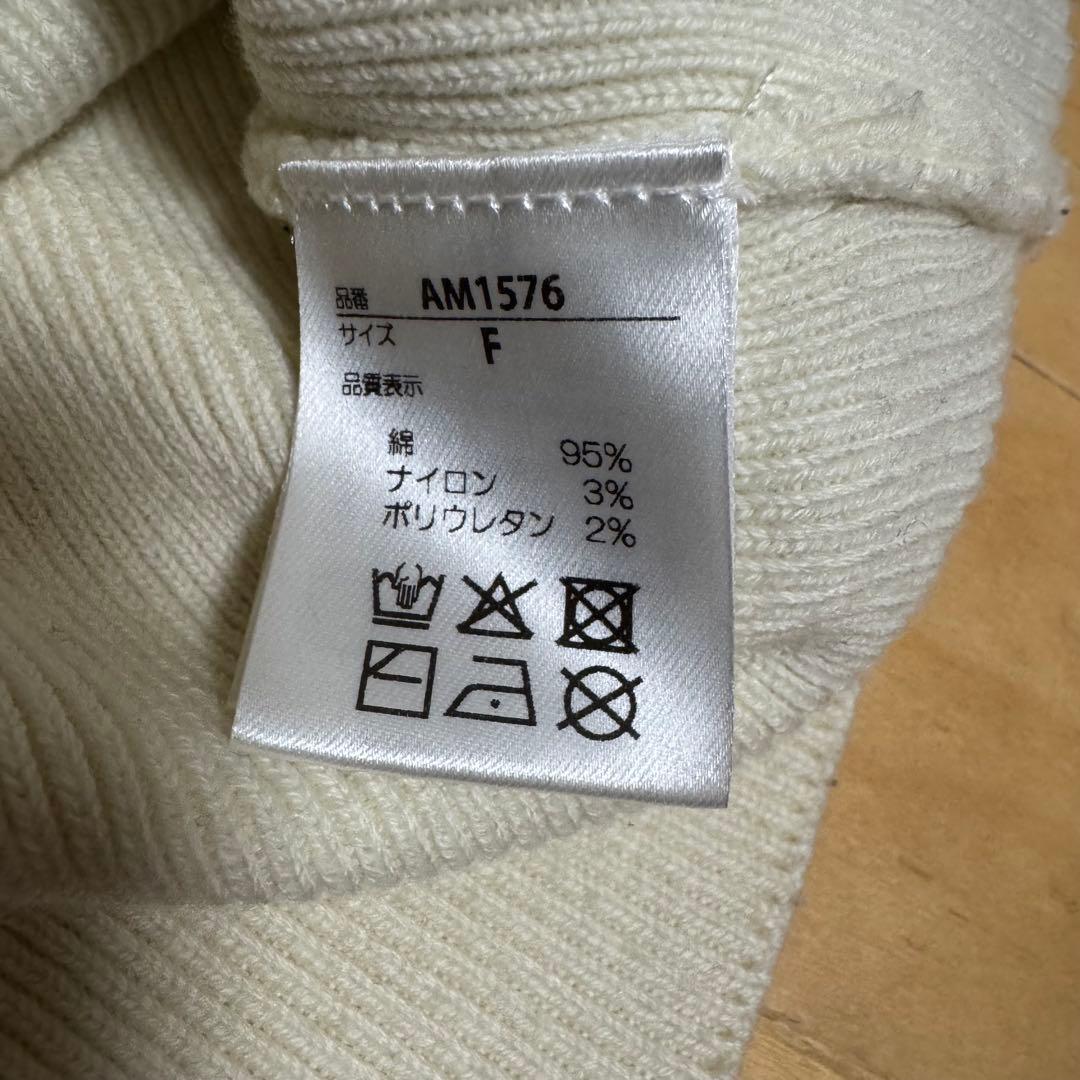 品番 AM1576
サイズ F
品質表示
綿 95%
ナイロン 3%
ポリウレタン 2%